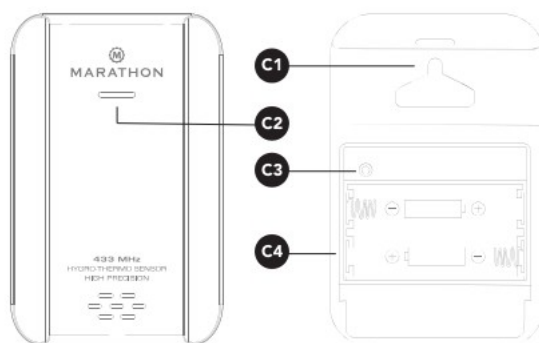 MARATHON
C1
C2
C3
C4
433 MHz
HYDRO-THERMO SENSOR
HIGH PRECISION